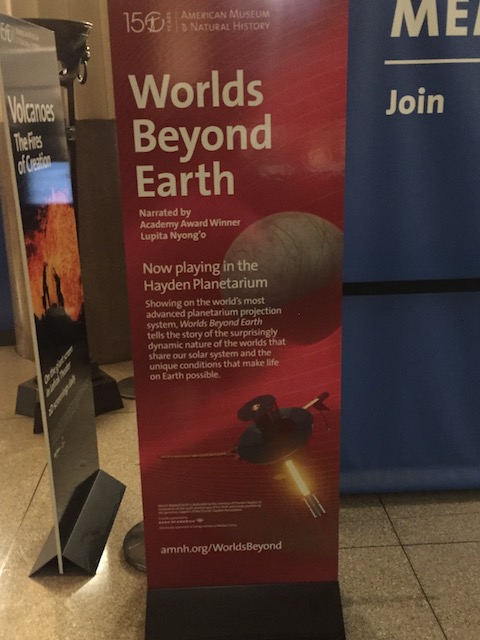 150 YEARS
AMERICAN MUSEUM
& NATURAL HISTORY
Worlds
Beyond
Earth
Narrated by
Academy Award Winner
Lupita Nyong'o
Now playing in the
Hayden Planetarium
Showing on the world's most
advanced planetarium projection
system, Worlds Beyond Earth
tells the story of the surprisingly
dynamic nature of the worlds that
share our solar system and the
unique conditions that make life
on Earth possible.
amnh.org/WorldsBeyond
Volcanoes
The Fires
of Creation
MEM
Join